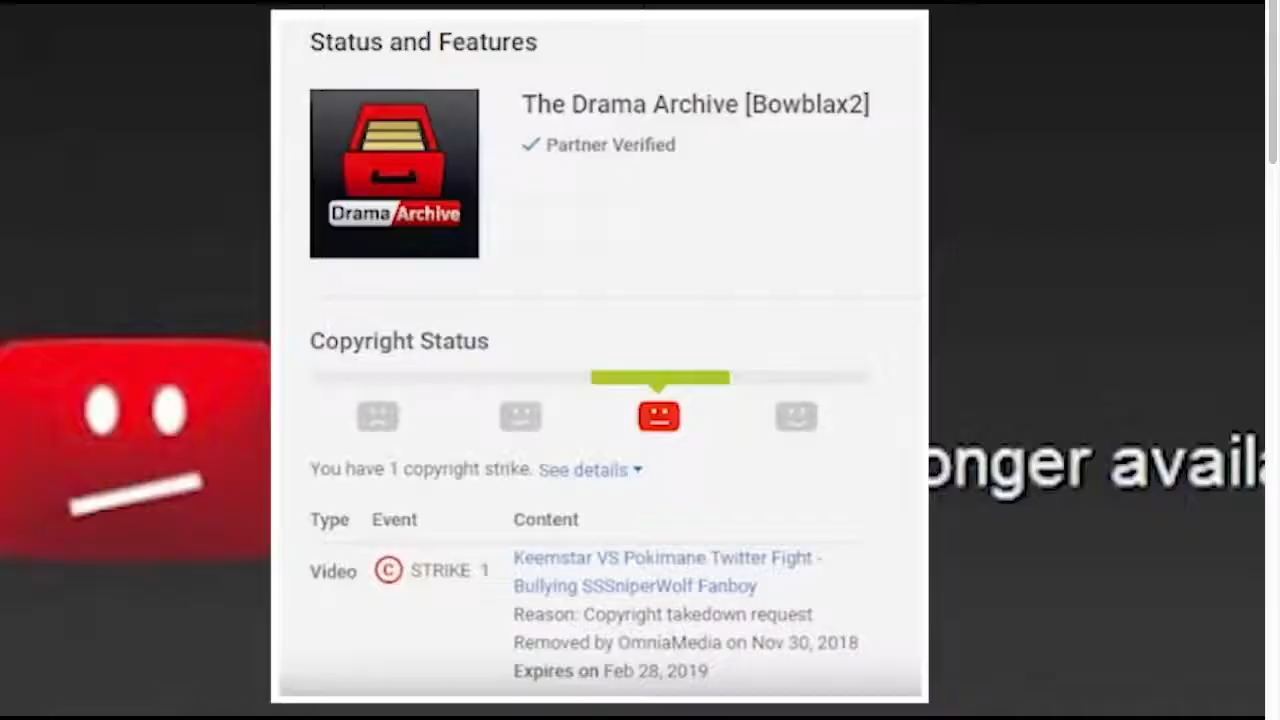 Status and Features
The Drama Archive [Bowblax2]
✓ Partner Verified
Drama Archive
Copyright Status
You have 1 copyright strike. See details
onger avail
Type Event Content
Video C STRIKE 1
Keemstar VS Pokimane Twitter Fight -
Bullying SSSniperWolf Fanboy
Reason: Copyright takedown request
Removed by OmniaMedia on Nov 30, 2018
Expires on Feb 28, 2019